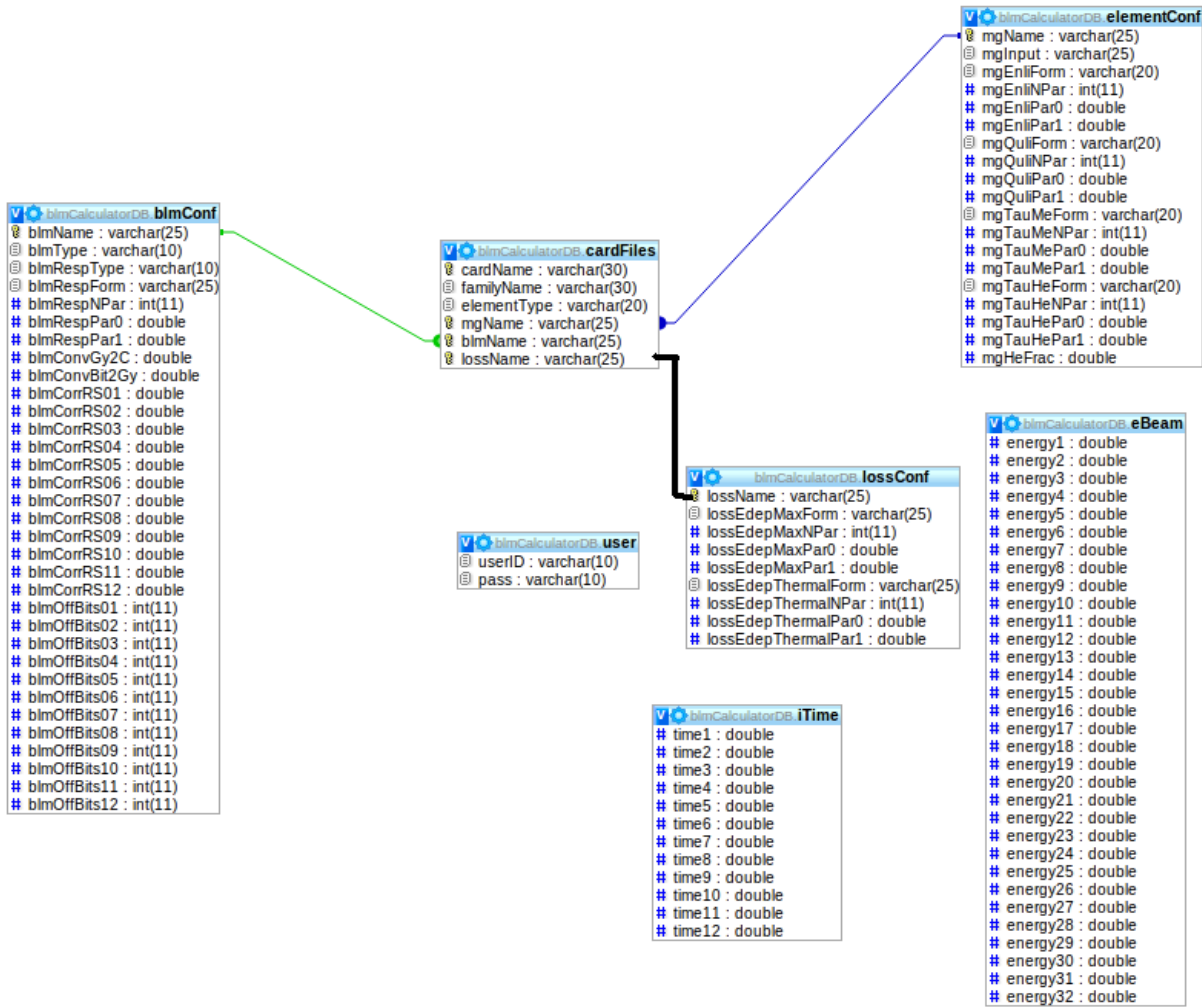 blmCalculatorDB.elementConf
mgName : varchar(25)
mgInput : varchar(25)
mgEnliForm : varchar(20)
mgEnliNPar : int(11)
mgEnliPar0 : double
mgEnliPar1 : double
mgQuliForm : varchar(20)
mgQuliNPar : int(11)
mgQuliPar0 : double
mgQuliPar1 : double
mgTauMeForm : varchar(20)
mgTauMeNPar : int(11)
mgTauMePar0 : double
mgTauMePar1 : double
mgTauHeForm : varchar(20)
mgTauHeNPar : int(11)
mgTauHePar0 : double
mgTauHePar1 : double
mgHeFrac : double
blmCalculatorDB.blmConf
blmName : varchar(25)
blmType : varchar(10)
blmRespType : varchar(10)
blmRespForm : varchar(25)
blmRespNPar : int(11)
blmRespPar0 : double
blmRespPar1 : double
blmConvGy2C : double
blmConvBit2Gy : double
blmCorrRS01 : double
blmCorrRS02 : double
blmCorrRS03 : double
blmCorrRS04 : double
blmCorrRS05 : double
blmCorrRS06 : double
blmCorrRS07 : double
blmCorrRS08 : double
blmCorrRS09 : double
blmCorrRS10 : double
blmCorrRS11 : double
blmCorrRS12 : double
blmOffBits01 : int(11)
blmOffBits02 : int(11)
blmOffBits03 : int(11)
blmOffBits04 : int(11)
blmOffBits05 : int(11)
blmOffBits06 : int(11)
blmOffBits07 : int(11)
blmOffBits08 : int(11)
blmOffBits09 : int(11)
blmOffBits10 : int(11)
blmOffBits11 : int(11)
blmOffBits12 : int(11)
blmCalculatorDB.cardFiles
cardName : varchar(30)
familyName : varchar(30)
elementType : varchar(20)
mgName : varchar(25)
blmName : varchar(25)
lossName : varchar(25)
blmCalculatorDB.lossConf
lossName : varchar(25)
lossEdepMaxForm : varchar(25)
lossEdepMaxNPar : int(11)
lossEdepMaxPar0 : double
lossEdepMaxPar1 : double
lossEdepThermalForm : varchar(25)
lossEdepThermalNPar : int(11)
lossEdepThermalPar0 : double
lossEdepThermalPar1 : double
blmCalculatorDB.user
userID : varchar(10)
pass : varchar(10)
blmCalculatorDB.iTime
time1 : double
time2 : double
time3 : double
time4 : double
time5 : double
time6 : double
time7 : double
time8 : double
time9 : double
time10 : double
time11 : double
time12 : double
blmCalculatorDB.eBeam
energy1 : double
energy2 : double
energy3 : double
energy4 : double
energy5 : double
energy6 : double
energy7 : double
energy8 : double
energy9 : double
energy10 : double
energy11 : double
energy12 : double
energy13 : double
energy14 : double
energy15 : double
energy16 : double
energy17 : double
energy18 : double
energy19 : double
energy20 : double
energy21 : double
energy22 : double
energy23 : double
energy24 : double
energy25 : double
energy26 : double
energy27 : double
energy28 : double
energy29 : double
energy30 : double
energy31 : double
energy32 : double